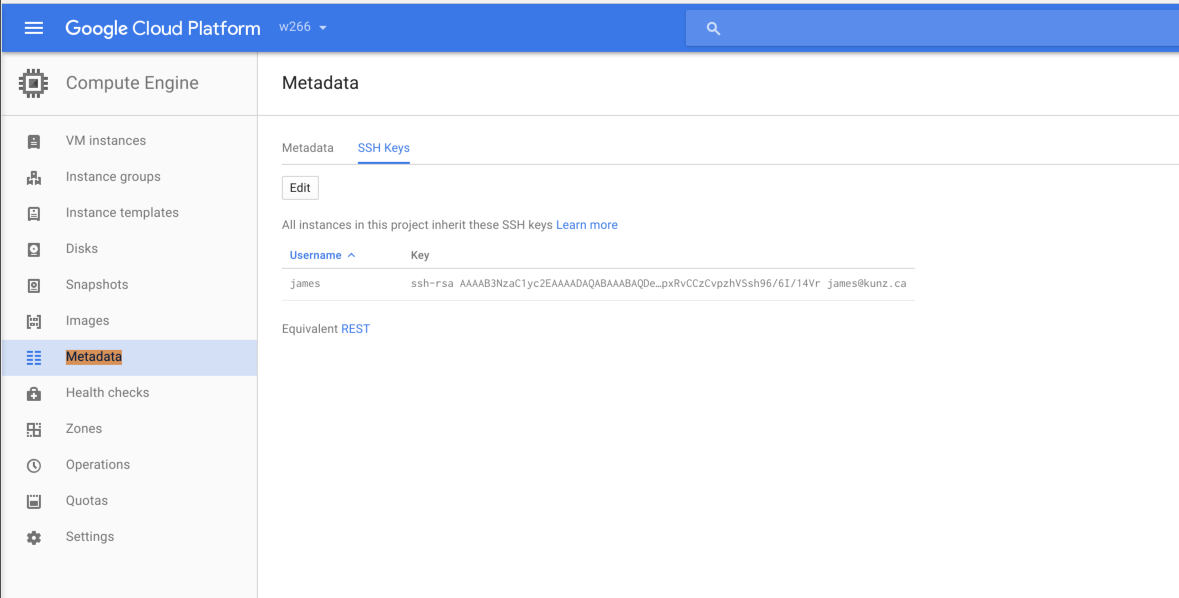 Google Cloud Platform w266
Compute Engine
VM instances
Instance groups
Instance templates
Disks
Snapshots
Images
Metadata
Health checks
Zones
Operations
Quotas
Settings
Metadata
Metadata SSH Keys
Edit
All instances in this project inherit these SSH keys Learn more
Username Key
james ssh-rsa AAAAB3NzaC1yc2EAAAADAQABAAABAQDe…pxRvCCzCvpzhVSsh96/6I/14Vr james@kunz.ca
Equivalent REST